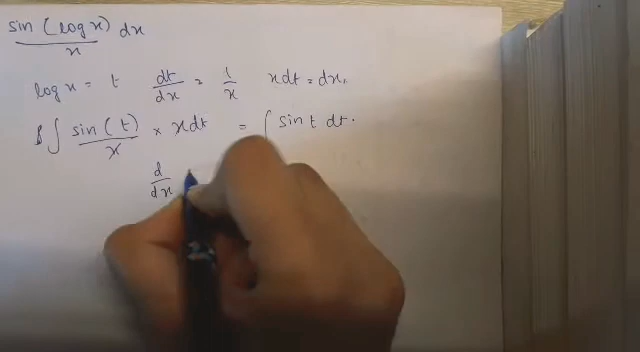 sin (log x) / x dx
log x = t dt/dx = 1/x x dt = dx.
∫ sin(t) / x × x dt = ∫ sin t dt.
d/dx